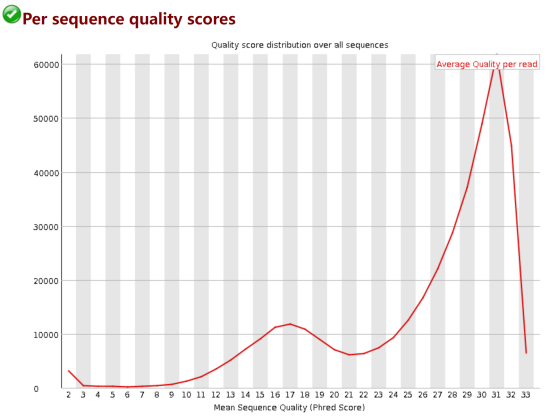 Per sequence quality scores
Quality score distribution over all sequences
Average Quality per read
60000
50000
40000
30000
20000
10000
0
2 3 4 5 6 7 8 9 10 11 12 13 14 15 16 17 18 19 20 21 22 23 24 25 26 27 28 29 30 31 32 33
Mean Sequence Quality (Phred Score)